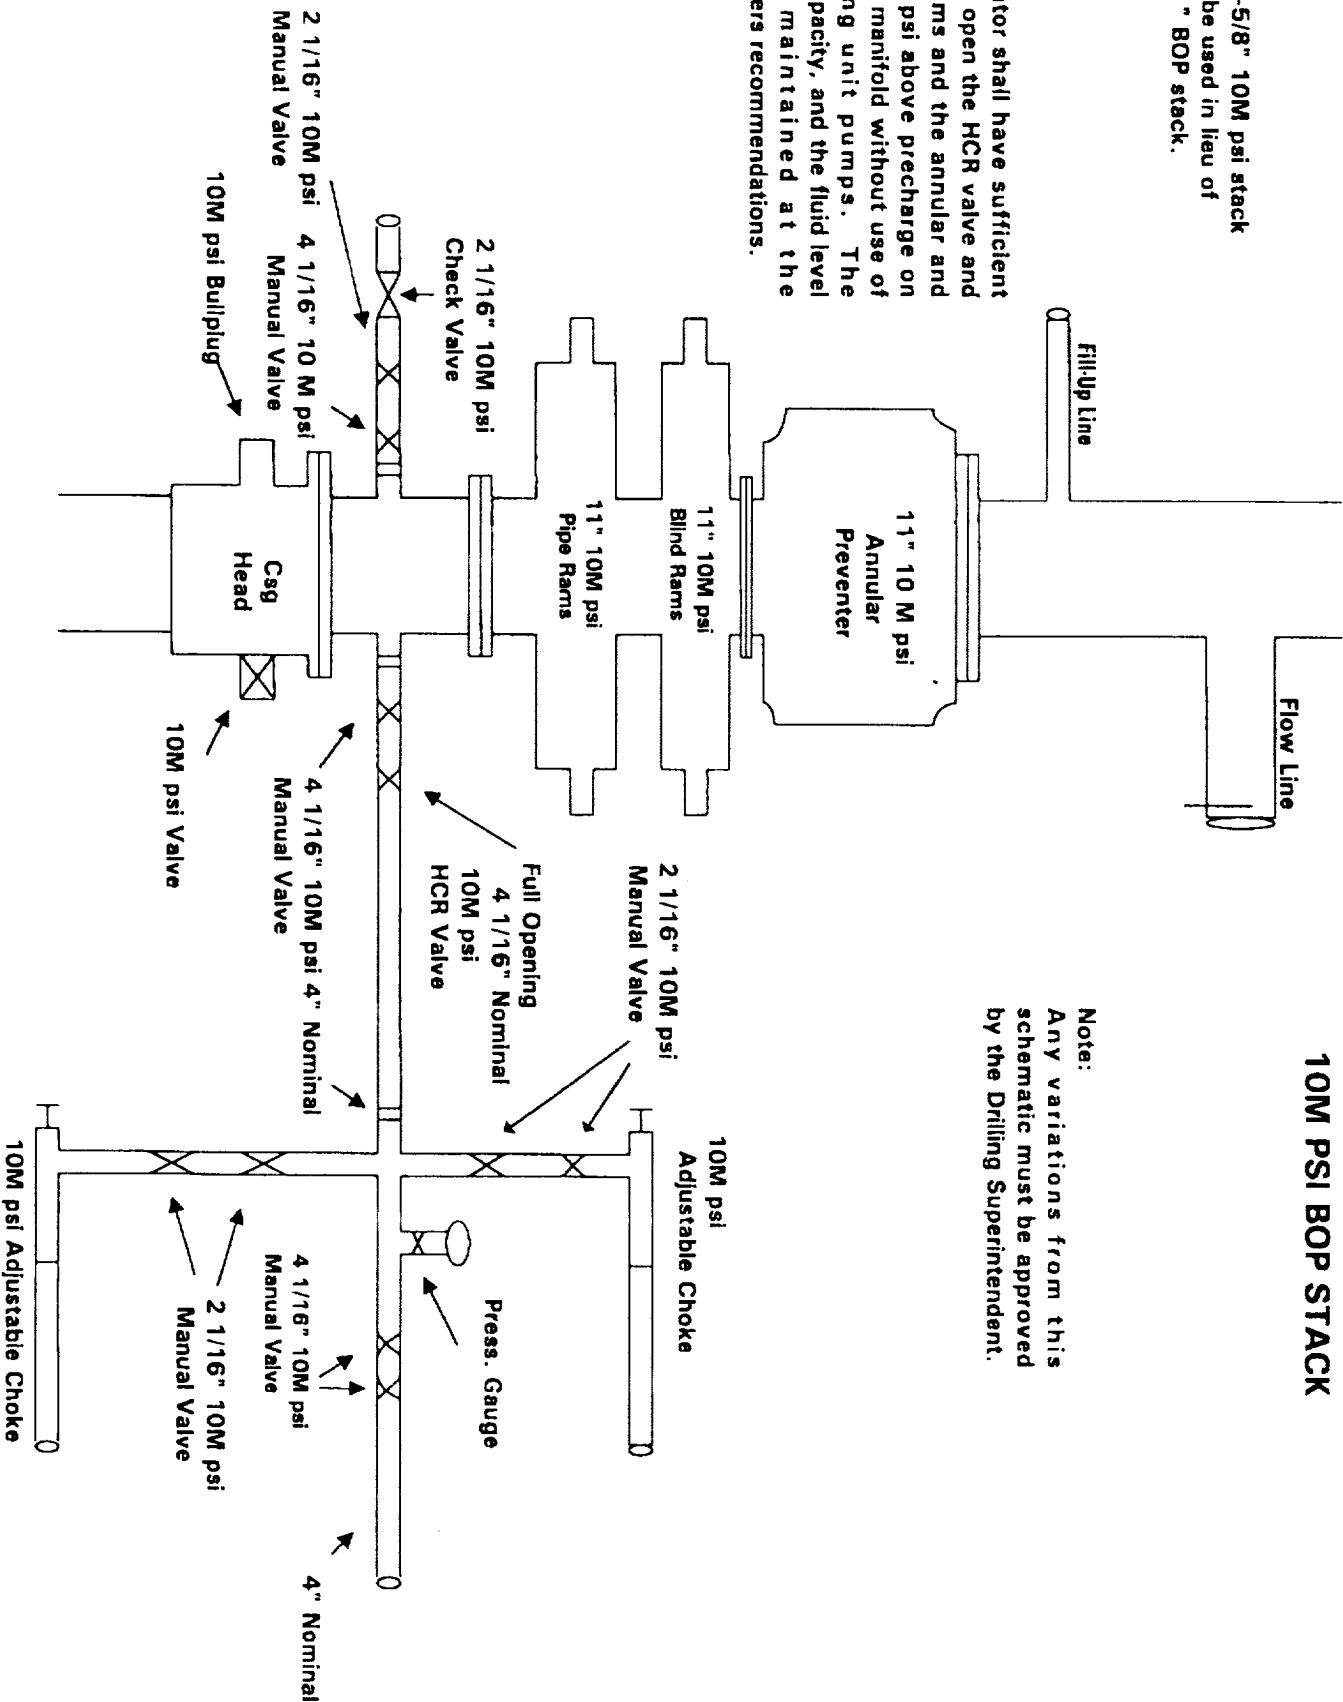 10M PSI BOP STACK
-5/8" 10M psi stack
be used in lieu of
" BOP stack.
Note:
Any variations from this
schematic must be approved
by the Drilling Superintendent.
tor shall have sufficient
open the HCR valve and
ms and the annular and
psi above precharge on
manifold without use of
ng unit pumps. The
pacity, and the fluid level
maintained at the
ers recommendations.
Fill-Up Line
Flow Line
11" 10 M psi
Annular
Preventer
11" 10M psi
Blind Rams
11" 10M psi
Pipe Rams
2 1/16" 10M psi
Check Valve
2 1/16" 10M psi
Manual Valve
4 1/16" 10 M psi
Manual Valve
10M psi Bullplug
Csg
Head
10M psi Valve
4 1/16" 10M psi
Manual Valve
4" Nominal
Full Opening
4 1/16" Nominal
10M psi
HCR Valve
2 1/16" 10M psi
Manual Valve
10M psi
Adjustable Choke
Press. Gauge
4 1/16" 10M psi
Manual Valve
2 1/16" 10M psi
Manual Valve
4" Nominal
10M psi Adjustable Choke